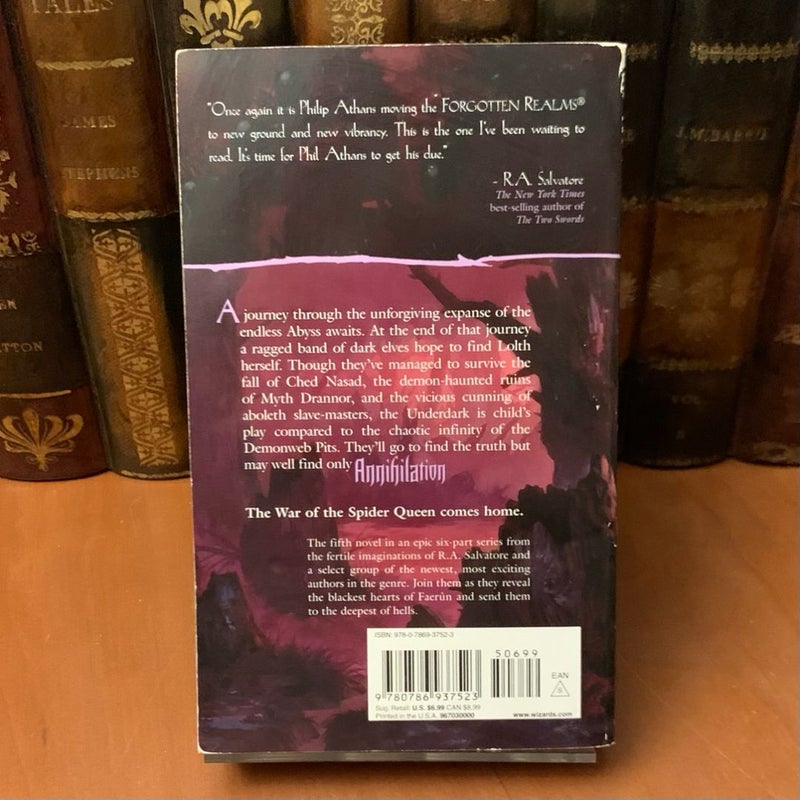 TALES
JAMES
STEPHENS
"Once again it is Philip Athans moving the FORGOTTEN REALMS®
to new ground and new vibrancy. This is the one I've been waiting to
read. It's time for Phil Athans to get his due."
- R.A. Salvatore
The New York Times
best-selling author of
The Two Swords
A journey through the unforgiving expanse of the
endless Abyss awaits. At the end of that journey
a ragged band of dark elves hope to find Lolth
herself. Though they've managed to survive the
fall of Ched Nasad, the demon-haunted ruins
of Myth Drannor, and the vicious cunning of
aboleth slave-masters, the Underdark is child's
play compared to the chaotic infinity of the
Demonweb Pits. They'll go to find the truth but
may well find only Annihilation
The War of the Spider Queen comes home.
The fifth novel in an epic six-part series from
the fertile imaginations of R.A. Salvatore and
a select group of the newest, most exciting
authors in the genre. Join them as they reveal
the blackest hearts of Faerûn and send them
to the deepest of hells.
ISBN: 978-0-7869-3752-3
50699
9 780786 937523
EAN
Sug. Retail: U.S. $6.99 CAN $8.99
Printed in the U.S.A. 967030000
www.wizards.com
J.M. BARRIE
VOL